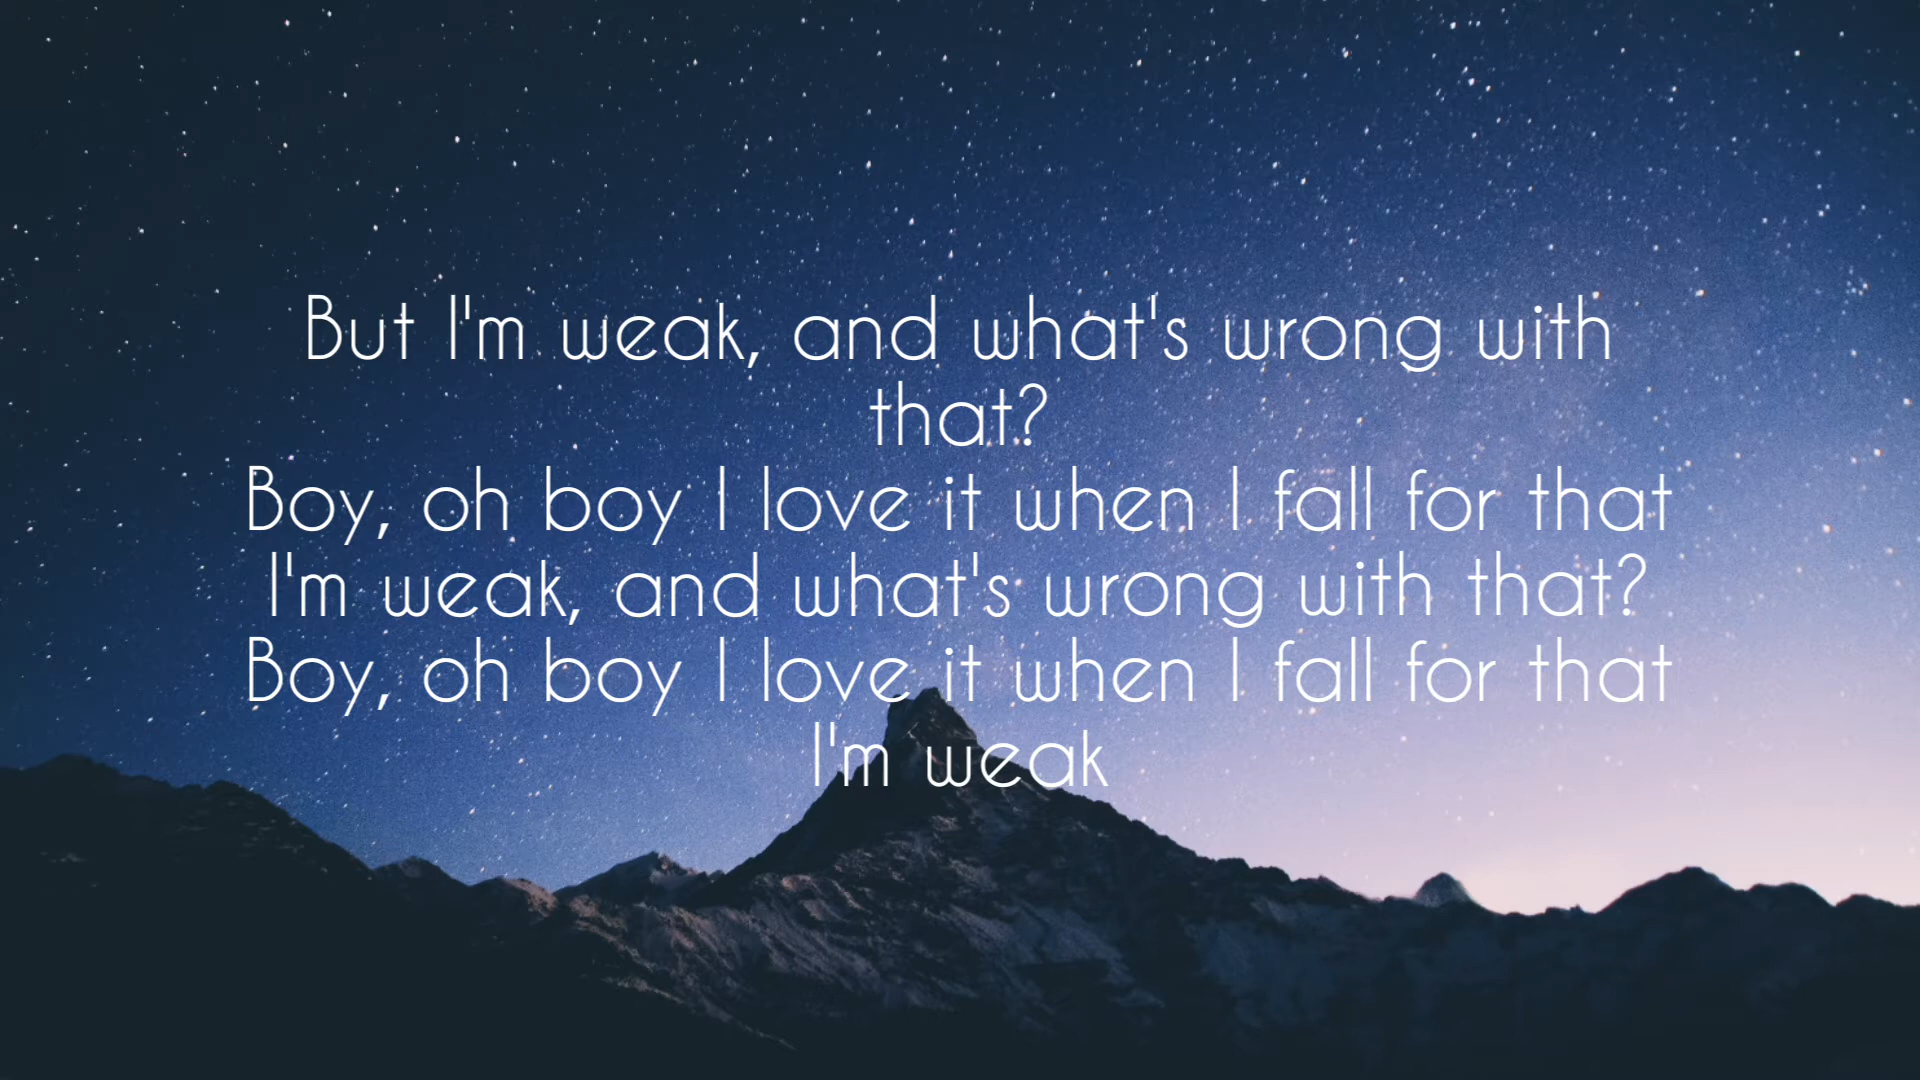 But I'm weak, and what's wrong with
that?
Boy, oh boy I love it when I fall for that
I'm weak, and what's wrong with that?
Boy, oh boy I love it when I fall for that
I'm weak